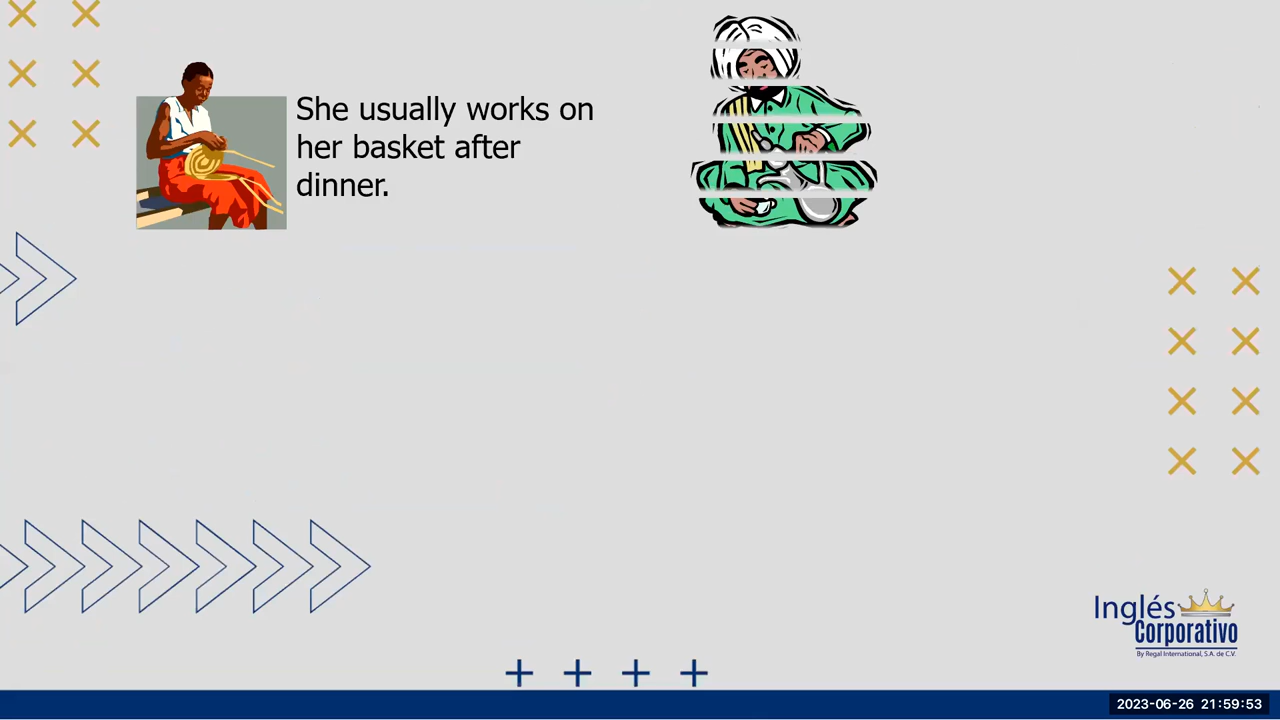 She usually works on
her basket after
dinner.
Inglés
Corporativo
By Regal International, S.A. de C.V.
2023-06-26 21:59:53